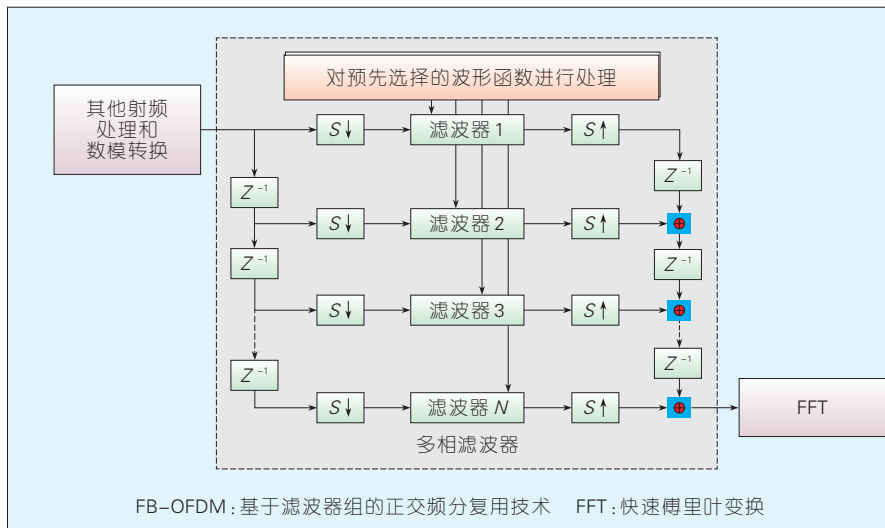 对预先选择的波形函数进行处理
其他射频
处理和
数模转换
S↓
滤波器 1
S↑
Z⁻¹
Z⁻¹
S↓
滤波器 2
S↑
Z⁻¹
Z⁻¹
S↓
滤波器 3
S↑
Z⁻¹
Z⁻¹
S↓
滤波器 N
S↑
FFT
多相滤波器
FB-OFDM:基于滤波器组的正交频分复用技术 FFT:快速傅里叶变换